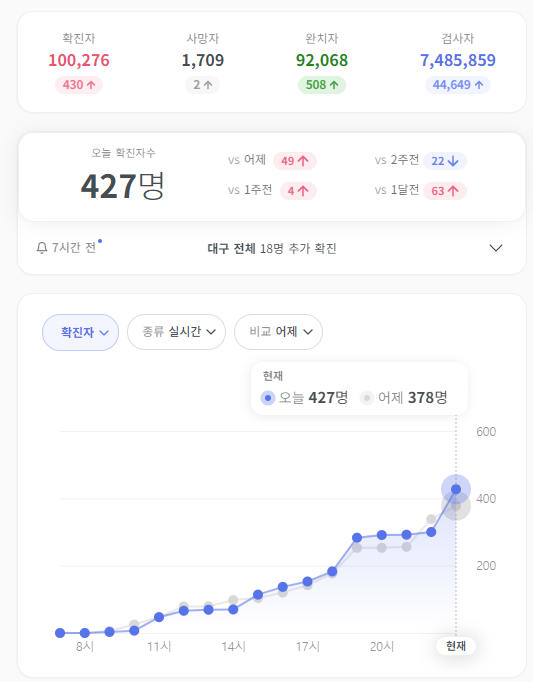 확진자 사망자 완치자 검사자
100,276 1,709 92,068 7,485,859
430 ↑ 2 ↑ 508 ↑ 44,649 ↑
오늘 확진자수
427명
vs 어제 49 ↑ vs 2주전 22 ↓
vs 1주전 4 ↑ vs 1달전 63 ↑
7시간 전 대구 전체 18명 추가 확진
확진자 종류 실시간 비교 어제
현재
오늘 427명 어제 378명
600
400
200
8시 11시 14시 17시 20시 현재